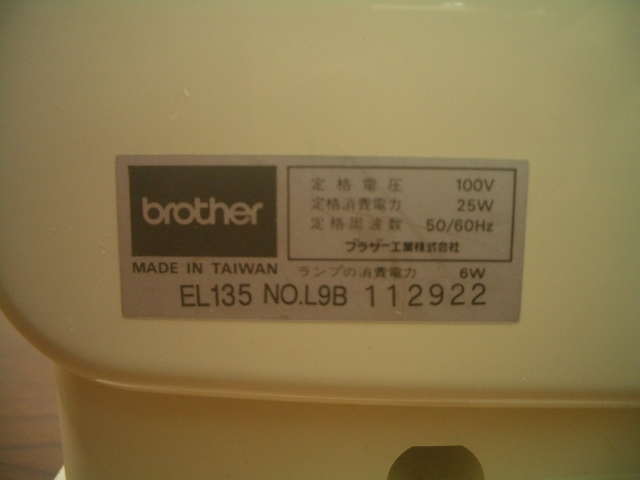 brother
定格電圧 100V
定格消費電力 25W
定格周波数 50/60Hz
ブラザー工業株式会社
MADE IN TAIWAN ランプの消費電力 6W
EL135 NO.L9B 112922